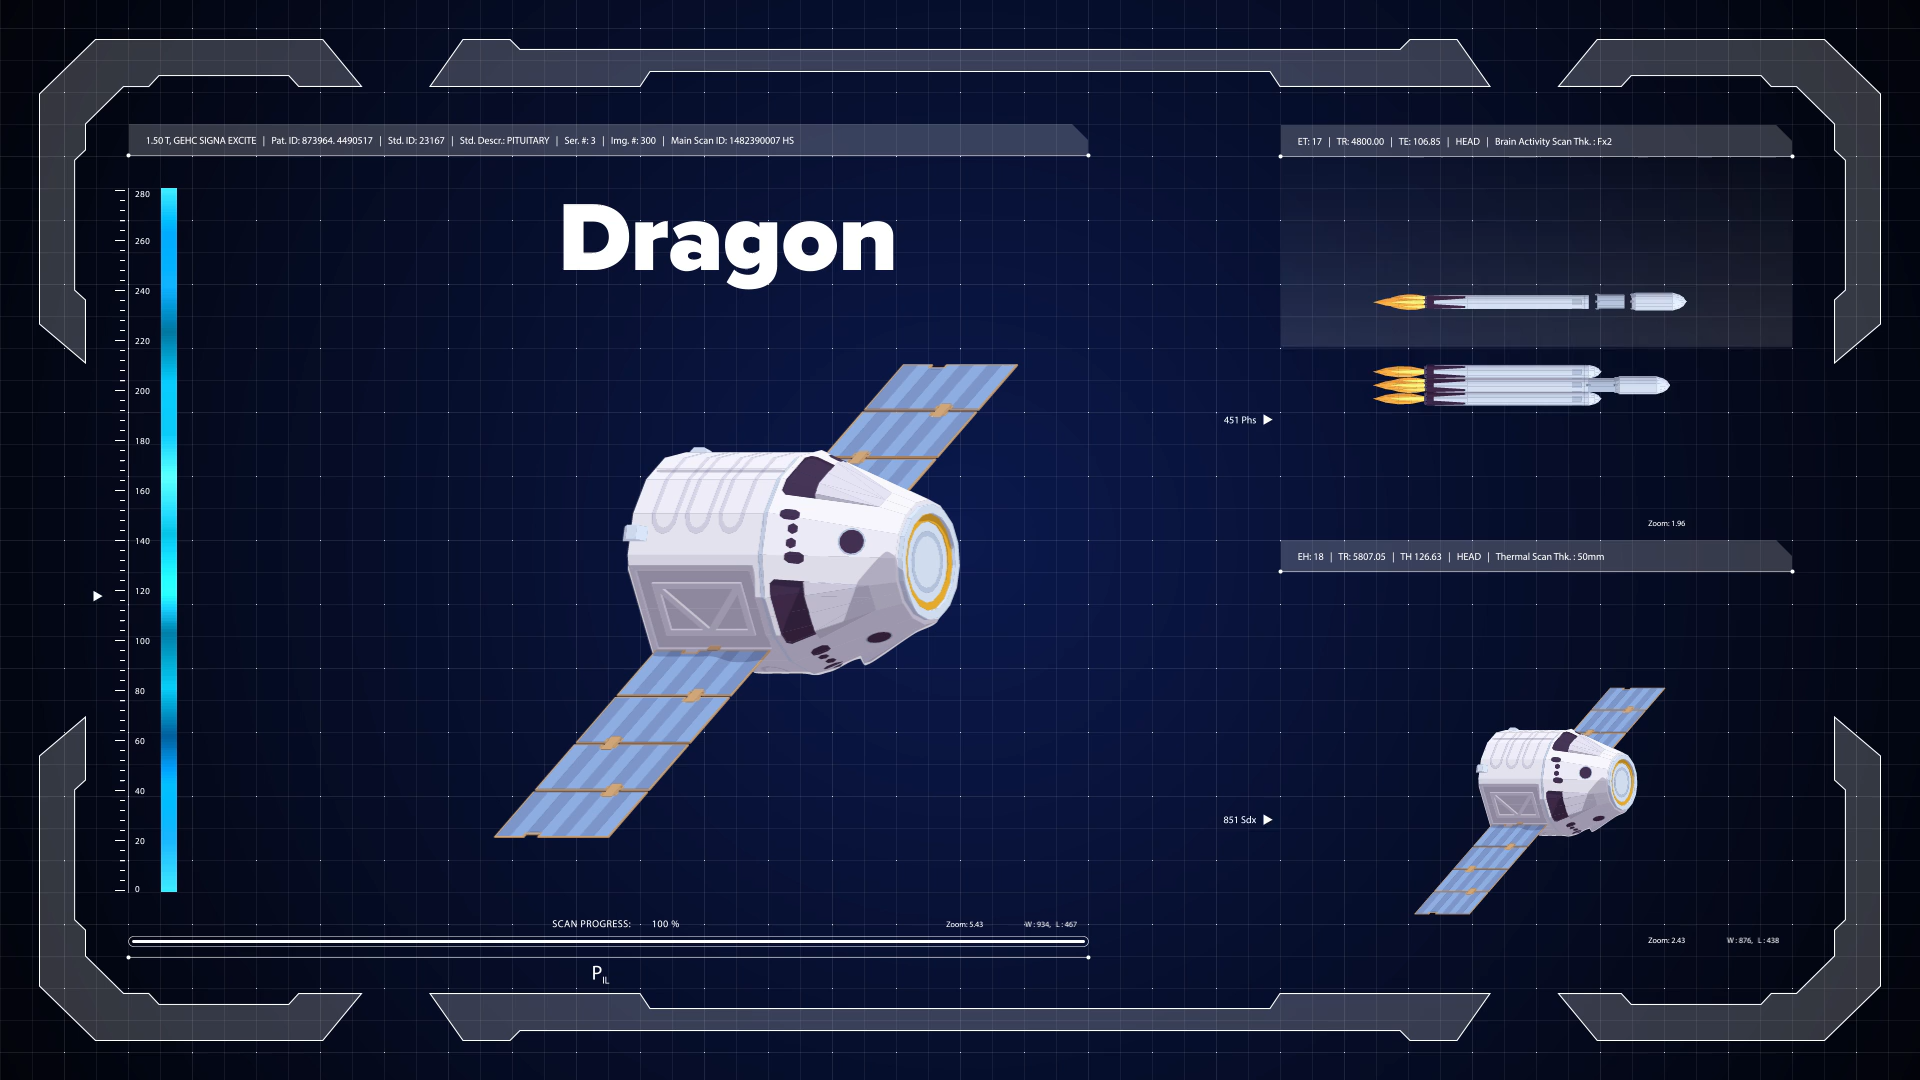 1.50 T, GEHC SIGNA EXCITE | Pat. ID: 873964. 4490517 | Std. ID: 23167 | Std. Descr.: PITUITARY | Ser. #: 3 | Img. #: 300 | Main Scan ID: 1482390007 HS
ET: 17 | TR: 4800.00 | TE: 106.85 | HEAD | Brain Activity Scan Thk. : Fx2
Dragon
280
260
240
220
200
180
160
140
120
100
80
60
40
20
0
451 Phs
Zoom: 1.96
EH: 18 | TR: 5807.05 | TH 126.63 | HEAD | Thermal Scan Thk. : 50mm
851 Sdx
SCAN PROGRESS: · 100 %
Zoom: 5.43
W : 934, L : 467
Zoom: 2.43
W : 876, L : 438
PIL